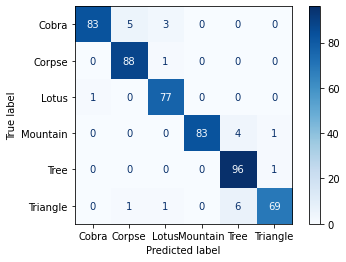 Cobra 83 5 3 0 0 0
Corpse 0 88 1 0 0 0
Lotus 1 0 77 0 0 0
Mountain 0 0 0 83 4 1
Tree 0 0 0 0 96 1
Triangle 0 1 1 0 6 69
Cobra Corpse Lotus Mountain Tree Triangle
Predicted label
True label
80
60
40
20
0